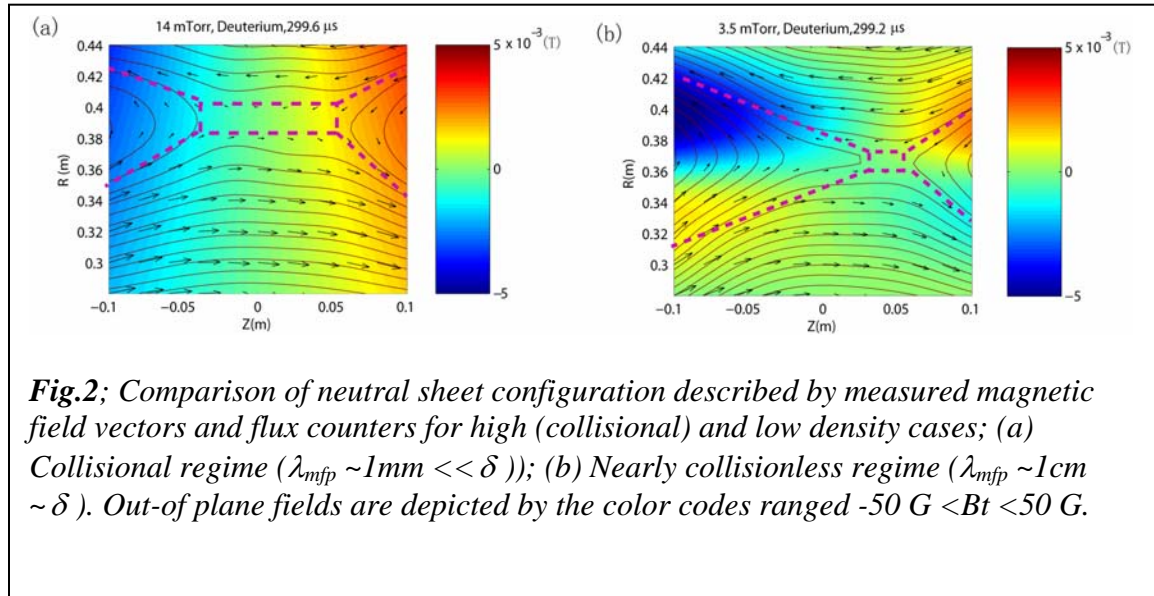 (a)
14 mTorr, Deuterium,299.6 μs
0.44
0.42
0.4
0.38
0.36
0.34
0.32
0.3
R (m)
−0.1
−0.05
0
0.05
0.1
Z(m)
5 x 10⁻³ (T)
0
−5
(b)
3.5 mTorr, Deuterium,299.2 μs
0.44
0.42
0.4
0.38
0.36
0.34
0.32
0.3
R(m)
−0.1
−0.05
0
0.05
0.1
Z(m)
5 x 10⁻³ (T)
0
−5
Fig.2; Comparison of neutral sheet configuration described by measured magnetic
field vectors and flux counters for high (collisional) and low density cases; (a)
Collisional regime (λmfp ~1mm << δ )); (b) Nearly collisionless regime (λmfp ~1cm
~ δ ). Out-of plane fields are depicted by the color codes ranged -50 G <Bt <50 G.